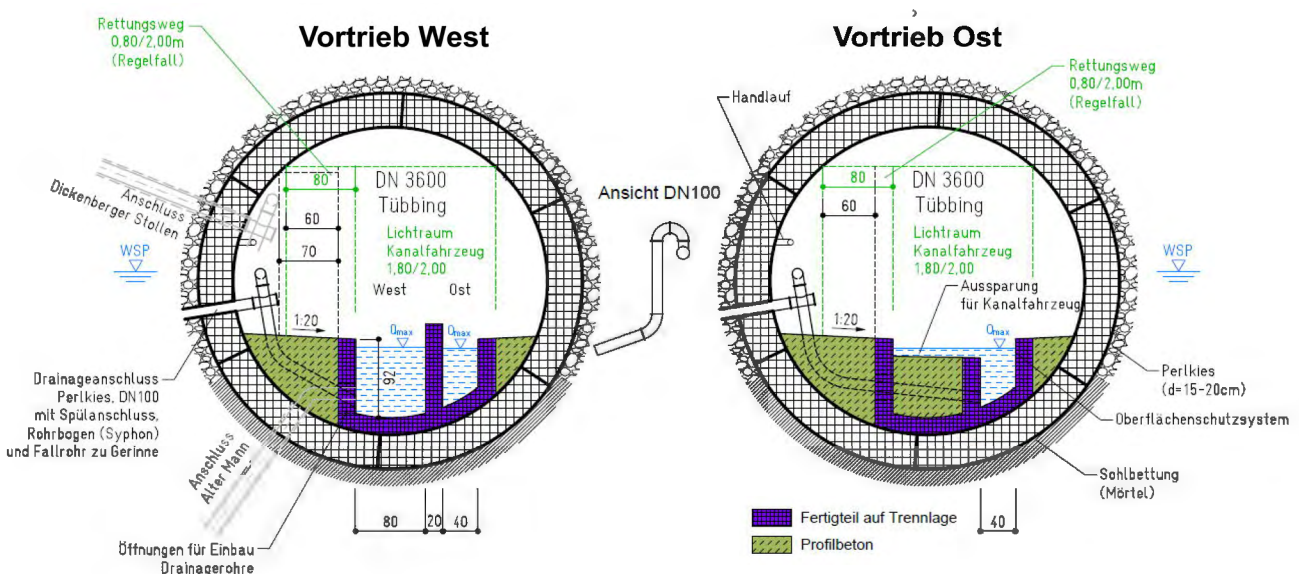 Vortrieb West
Rettungsweg
0,80/2,00m
(Regelfall)
Anschluss
Dickenberger Stollen
WSP
80
60
70
DN 3600
Tübbing
Lichtraum
Kanalfahrzeug
1,80/2,00
West
Ost
1:20
Qmax
Qmax
92
Drainageanschluss
Perlkies, DN100
mit Spülanschluss,
Rohrbogen (Syphon)
und Fallrohr zu Gerinne
Anschluss
Alter Mann
Öffnungen für Einbau
Drainagerohre
80
20
40
Ansicht DN100
Vortrieb Ost
Rettungsweg
0,80/2,00m
(Regelfall)
Handlauf
80
60
DN 3600
Tübbing
Lichtraum
Kanalfahrzeug
1,80/2,00
WSP
Aussparung
für Kanalfahrzeug
1:20
Qmax
Perlkies
(d=15-20cm)
Oberflächenschutzsystem
Sohlbettung
(Mörtel)
40
Fertigteil auf Trennlage
Profilbeton